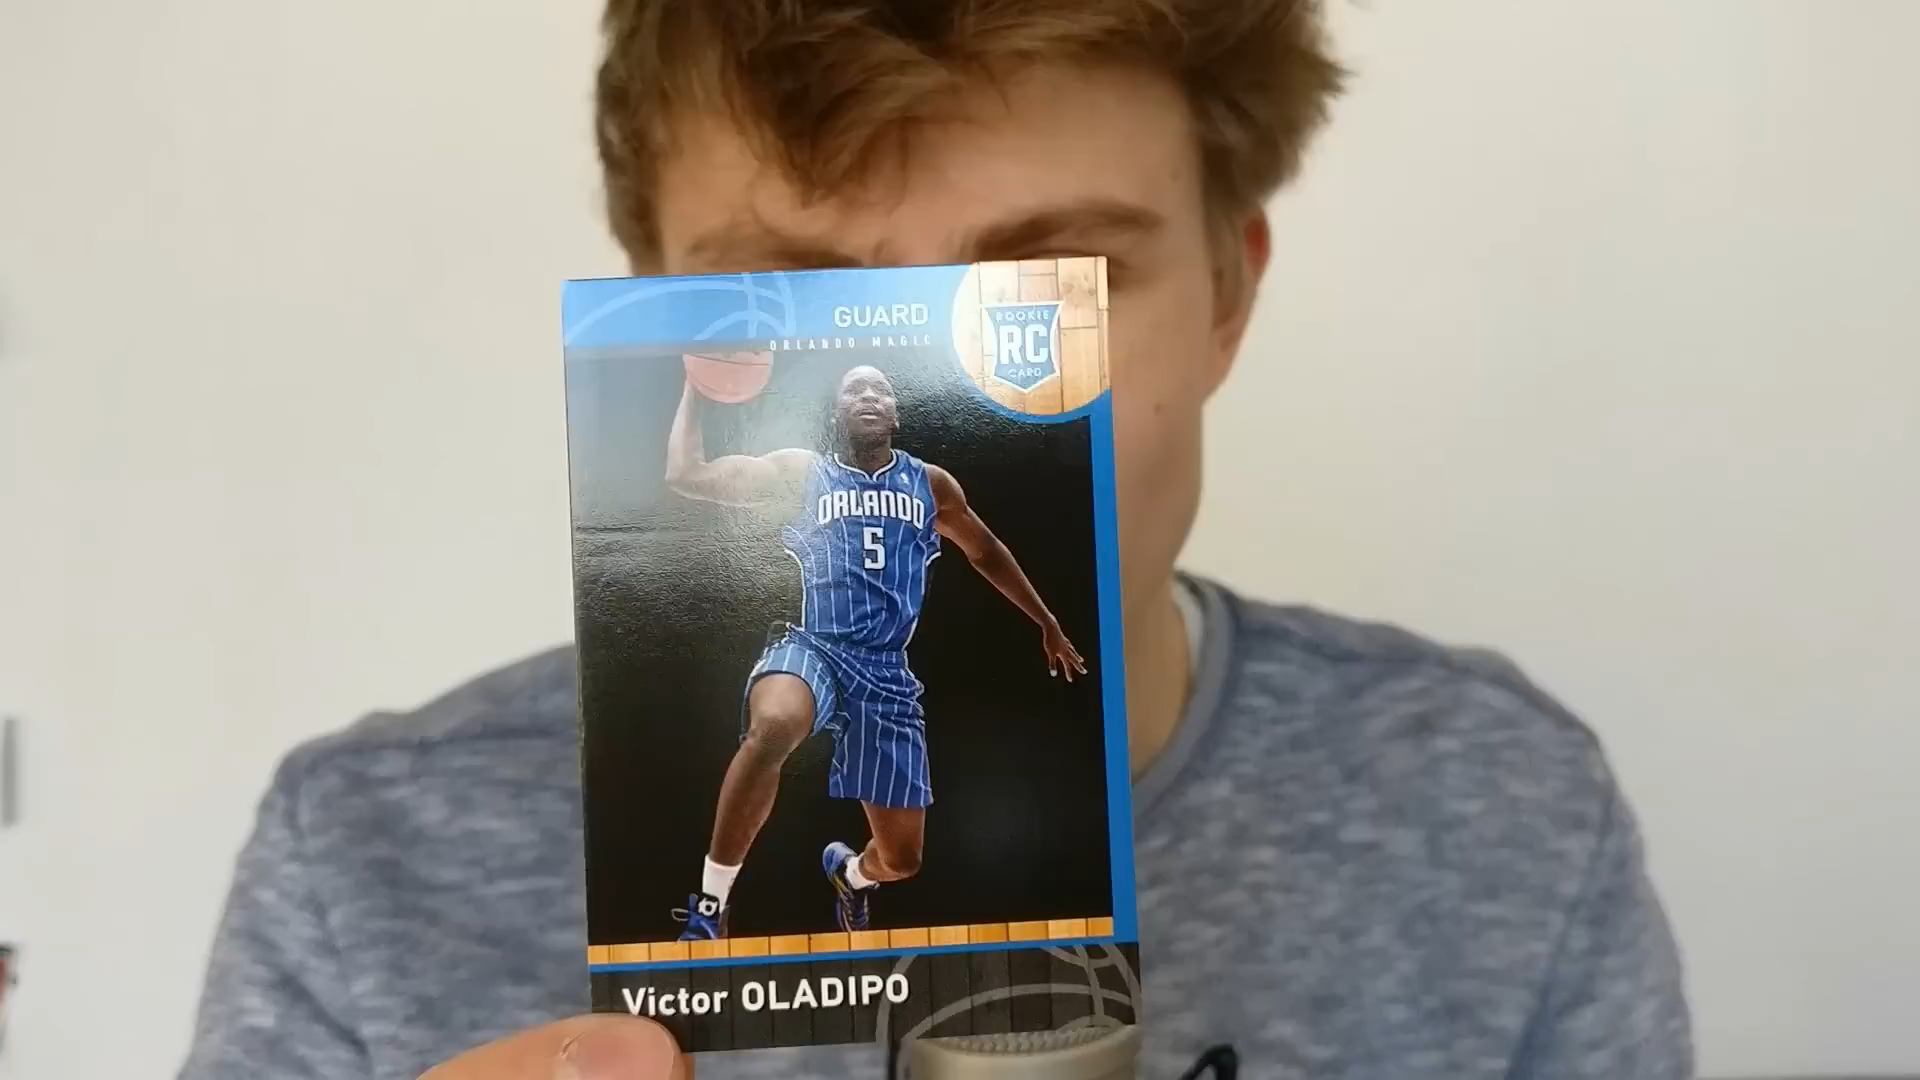 GUARD
ORLANDO MAGIC
ROOKIE
RC
CARD
ORLANDO
5
Victor OLADIPO